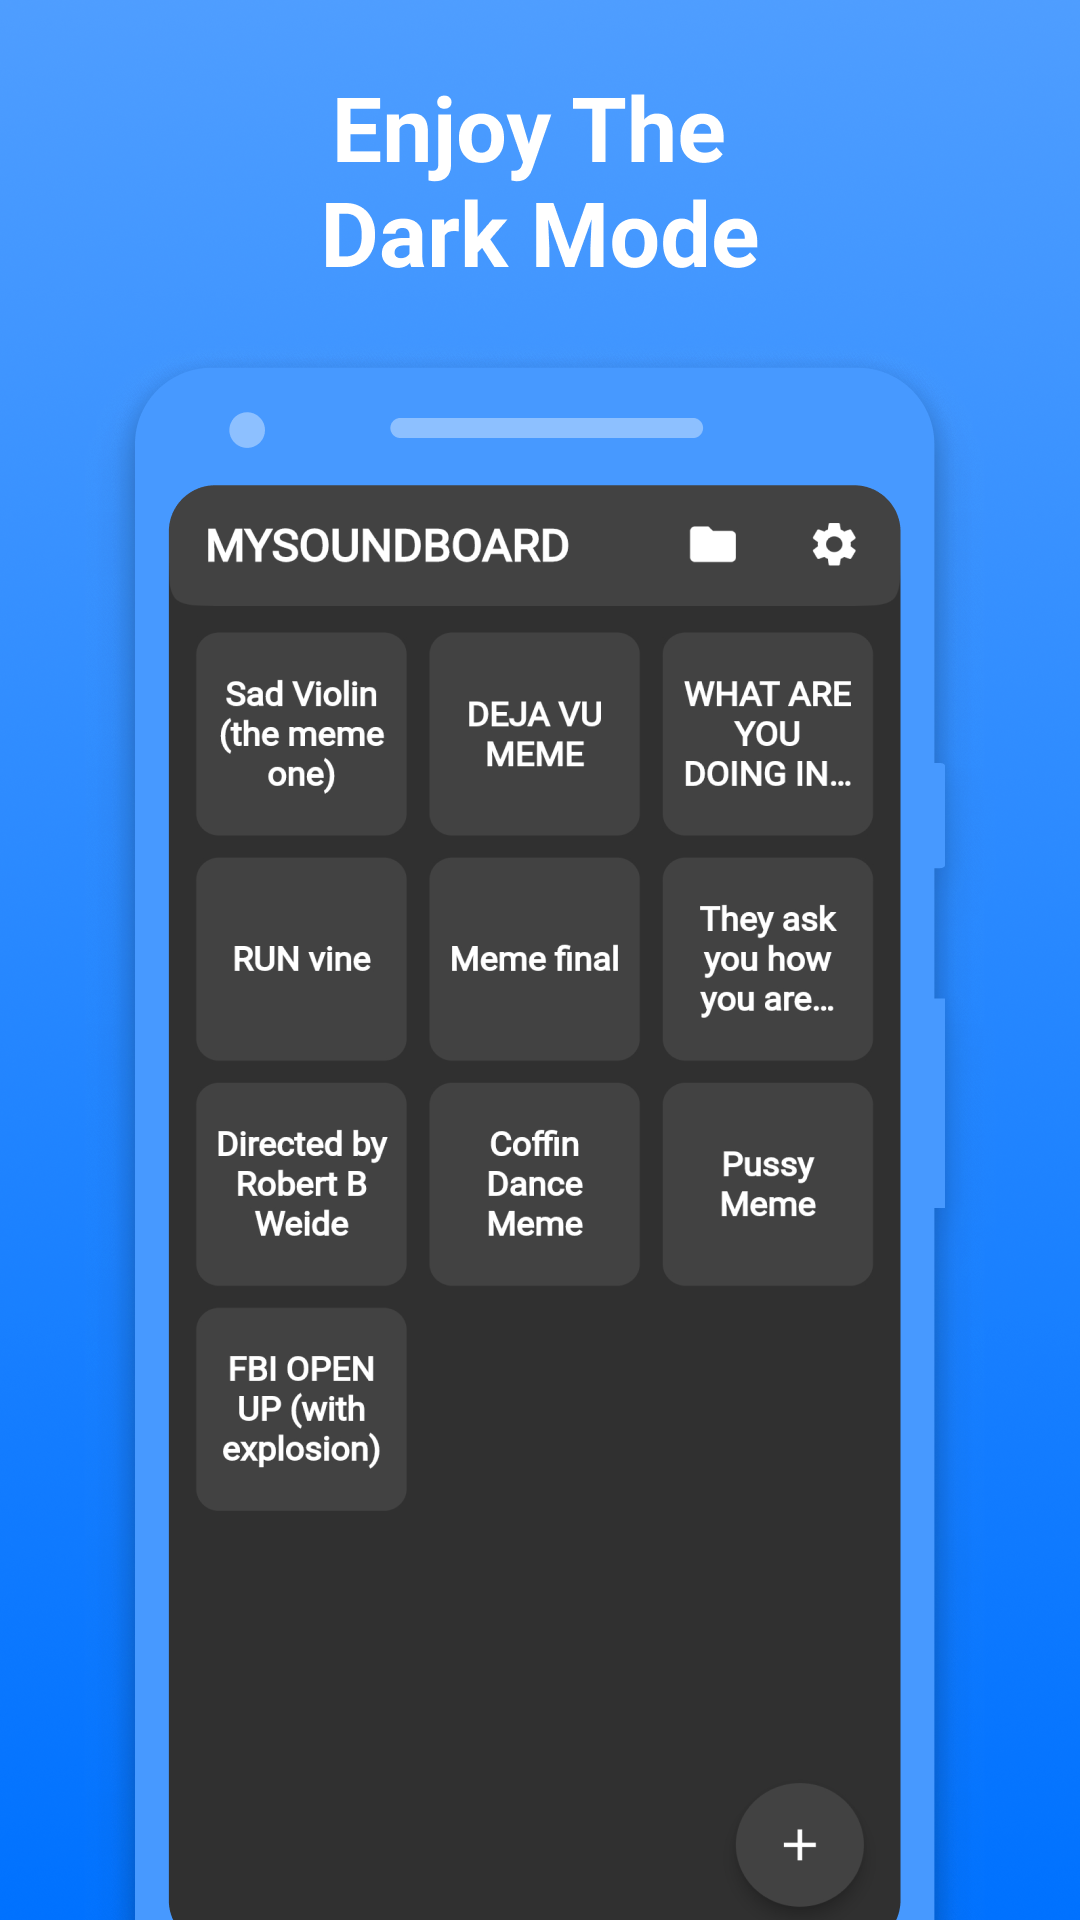 Enjoy The
Dark Mode
MYSOUNDBOARD
Sad Violin
(the meme
one)
DEJA VU
MEME
WHAT ARE
YOU
DOING IN...
RUN vine
Meme final
They ask
you how
you are...
Directed by
Robert B
Weide
Coffin
Dance
Meme
Pussy
Meme
FBI OPEN
UP (with
explosion)
+